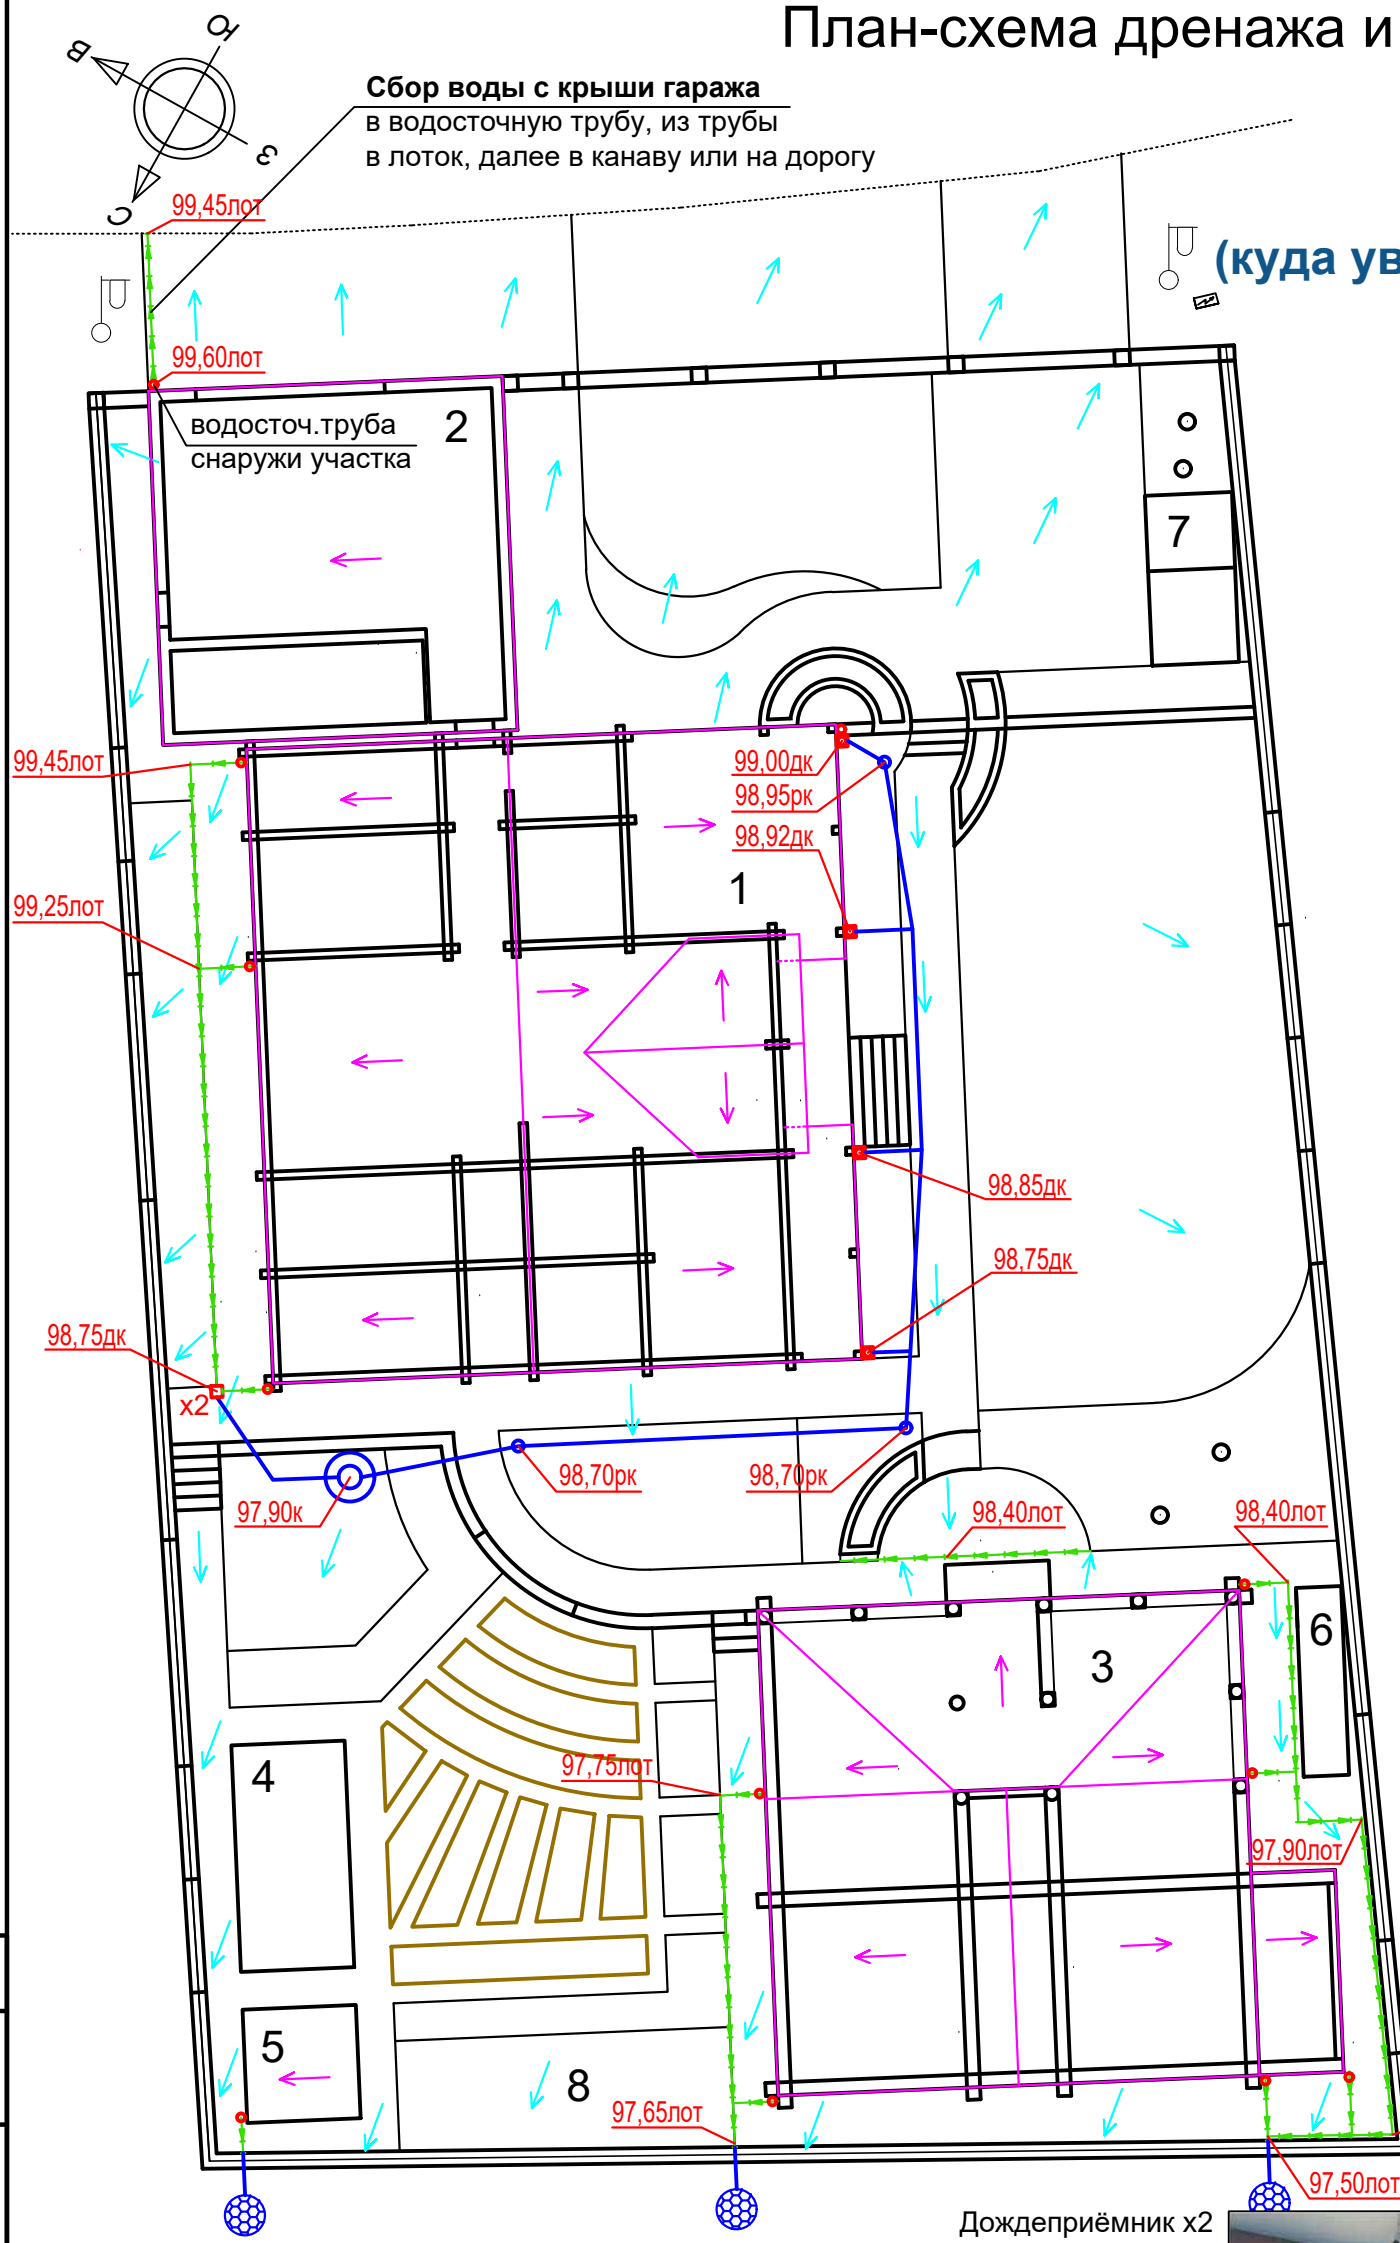 План-схема дренажа и
Ю
В
З
С
Сбор воды с крыши гаража
в водосточную трубу, из трубы
в лоток, далее в канаву или на дорогу
99,45лот
(куда ув
99,60лот
водосточ.труба
снаружи участка
2
7
99,45лот
99,00дк
98,95рк
98,92дк
1
99,25лот
98,85дк
98,75дк
98,75дк
х2
98,70рк
98,70рк
97,90к
98,40лот
98,40лот
6
3
97,75лот
4
97,90лот
5
8
97,65лот
97,50лот
Дождеприёмник х2